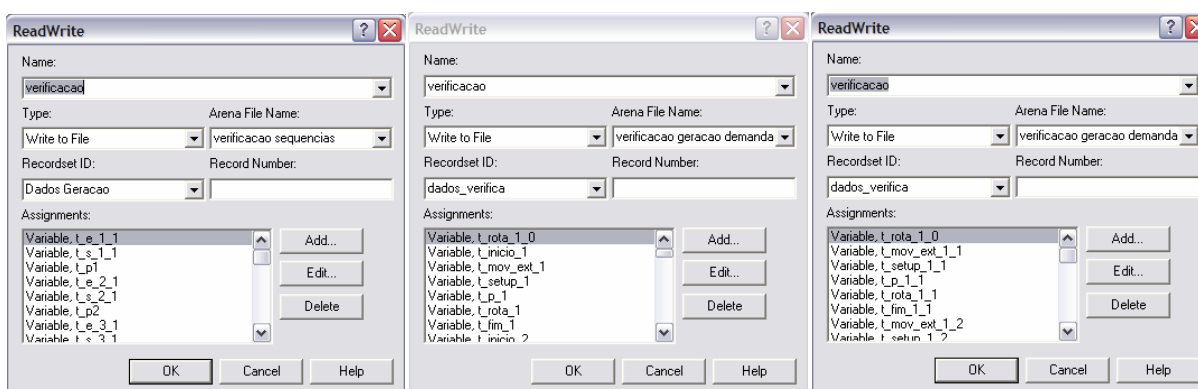 ReadWrite
Name:
verificacao
Type:
Arena File Name:
Write to File
verificacao sequencias
Recordset ID:
Record Number:
Dados Geracao
Assignments:
Variable, t_e_1_1
Variable, t_s_1_1
Variable, t_p1
Variable, t_e_2_1
Variable, t_s_2_1
Variable, t_p2
Variable, t_e_3_1
Variable, t_s_3_1
Add...
Edit...
Delete
OK
Cancel
Help
ReadWrite
Name:
verificacao
Type:
Arena File Name:
Write to File
verificacao geracao demanda
Recordset ID:
Record Number:
dados_verifica
Assignments:
Variable, t_rota_1_0
Variable, t_inicio_1
Variable, t_mov_ext_1
Variable, t_setup_1
Variable, t_p_1
Variable, t_rota_1
Variable, t_fim_1
Variable, t_inicio_2
Add...
Edit...
Delete
OK
Cancel
Help
ReadWrite
Name:
verificacao
Type:
Arena File Name:
Write to File
verificacao geracao demanda
Recordset ID:
Record Number:
dados_verifica
Assignments:
Variable, t_rota_1_0
Variable, t_mov_ext_1_1
Variable, t_setup_1_1
Variable, t_p_1_1
Variable, t_rota_1_1
Variable, t_fim_1_1
Variable, t_mov_ext_1_2
Variable, t_setup_1_2
Add...
Edit...
Delete
OK
Cancel
Help